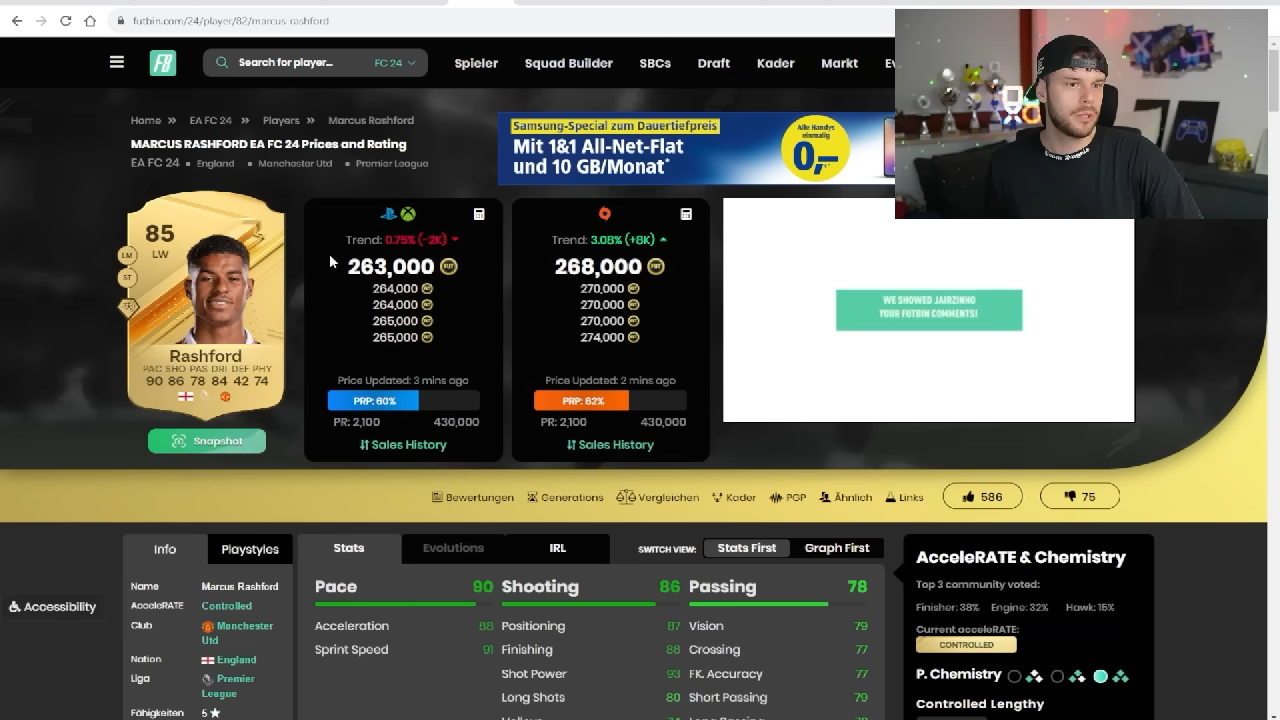 futbin.com/24/player/82/marcus-rashford
Search for player...
FC 24
Spieler
Squad Builder
SBCs
Draft
Kader
Markt
Home
EA FC 24
Players
Marcus Rashford
MARCUS RASHFORD EA FC 24 Prices and Rating
EA FC 24 • England • Manchester Utd • Premier League
Samsung-Special zum Dauertiefpreis
Mit 1&1 All-Net-Flat
und 10 GB/Monat*
Alle Handys
einmalig
0,-
85
LW
LM
ST
Rashford
PAC SHO PAS DRI DEF PHY
90 86 78 84 42 74
Snapshot
Trend: 0.75% (-2K)
263,000
264,000
264,000
265,000
265,000
Price Updated: 3 mins ago
PRP: 60%
PR: 2,100
430,000
Sales History
Trend: 3.08% (+8K)
268,000
270,000
270,000
270,000
274,000
Price Updated: 2 mins ago
PRP: 62%
PR: 2,100
430,000
Sales History
WE SHOWED JAIRZINHO
YOUR FUTBIN COMMENTS!
Bewertungen
Generations
Vergleichen
Kader
PGP
Ähnlich
Links
586
75
Info
Playstyles
Name
Marcus Rashford
AcceleRATE
Controlled
Club
Manchester
Utd
Nation
England
Liga
Premier
League
Fähigkeiten
5
Accessibility
Stats
Evolutions
IRL
SWITCH VIEW:
Stats First
Graph First
Pace 90
Acceleration 88
Sprint Speed 91
Shooting 86
Positioning 87
Finishing 88
Shot Power 93
Long Shots 80
Passing 78
Vision 79
Crossing 77
FK. Accuracy 77
Short Passing 79
AcceleRATE & Chemistry
Top 3 community voted:
Finisher: 38%
Engine: 32%
Hawk: 15%
Current acceleRATE:
CONTROLLED
P. Chemistry
Controlled Lengthy